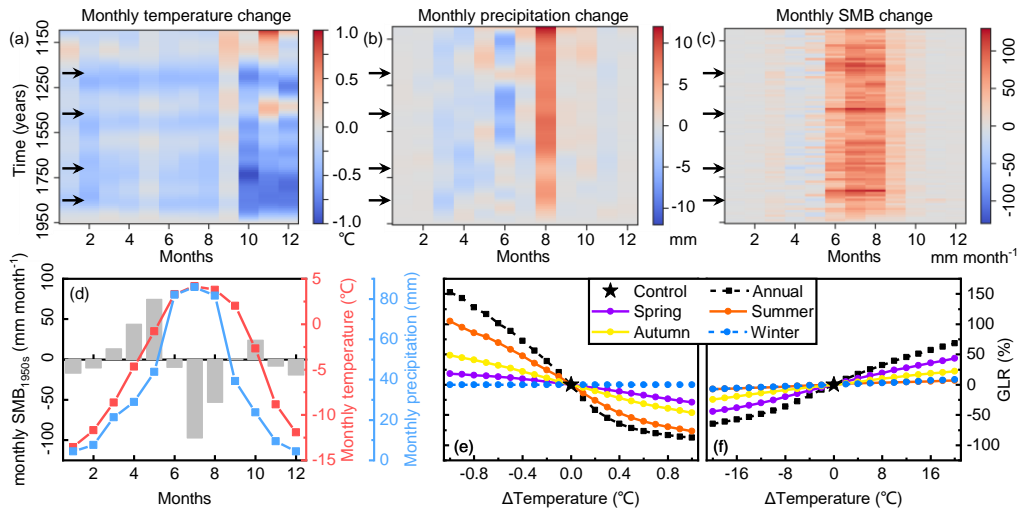 Monthly temperature change
Monthly precipitation change
Monthly SMB change
(a)
(b)
(c)
Time (years)
1150
1250
1550
1750
1950
1.0
0.5
0.0
−0.5
−1.0
℃
10
5
0
−5
−10
mm
100
50
0
-50
-100
mm month-1
2 4 6 8 10 12
2 4 6 8 10 12
2 4 6 8 10 12
Months
Months
Months
(d)
monthly SMB1950s (mm month-1)
100
50
0
-50
-100
5
0
-5
-10
-15
Monthly temperature (℃)
80
60
40
20
0
Monthly precipitation (mm)
0 2 4 6 8 10 12
Months
Control
Annual
Spring
Summer
Autumn
Winter
(e)
(f)
-0.8 -0.4 0.0 0.4 0.8
-16 -8 0 8 16
ΔTemperature (℃)
ΔTemperature (℃)
150
100
50
0
-50
-100
GLR (%)